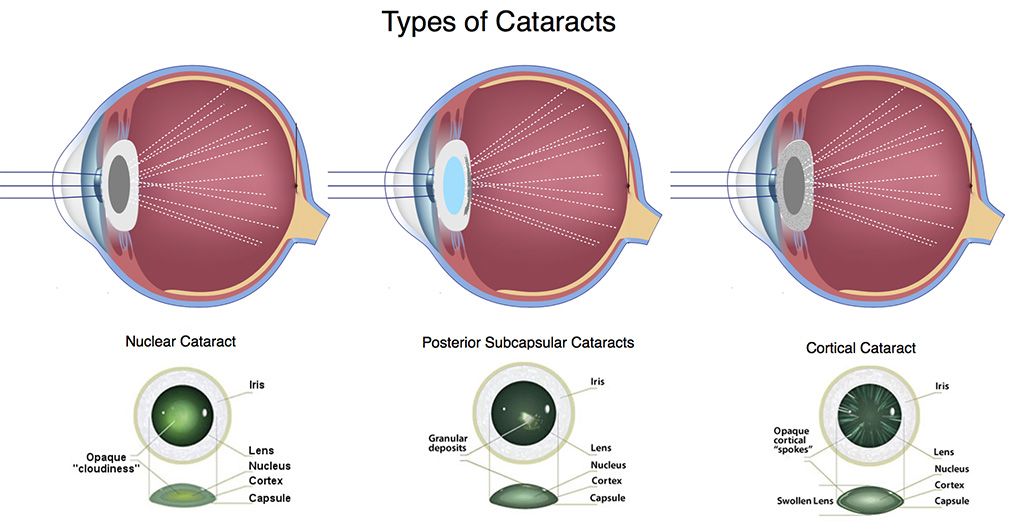 Types of Cataracts
Nuclear Cataract
Iris
Opaque
"cloudiness"
Lens
Nucleus
Cortex
Capsule
Posterior Subcapsular Cataracts
Iris
Granular
deposits
Lens
Nucleus
Cortex
Capsule
Cortical Cataract
Iris
Opaque
cortical
"spokes"
Lens
Nucleus
Cortex
Swollen Lens
Capsule